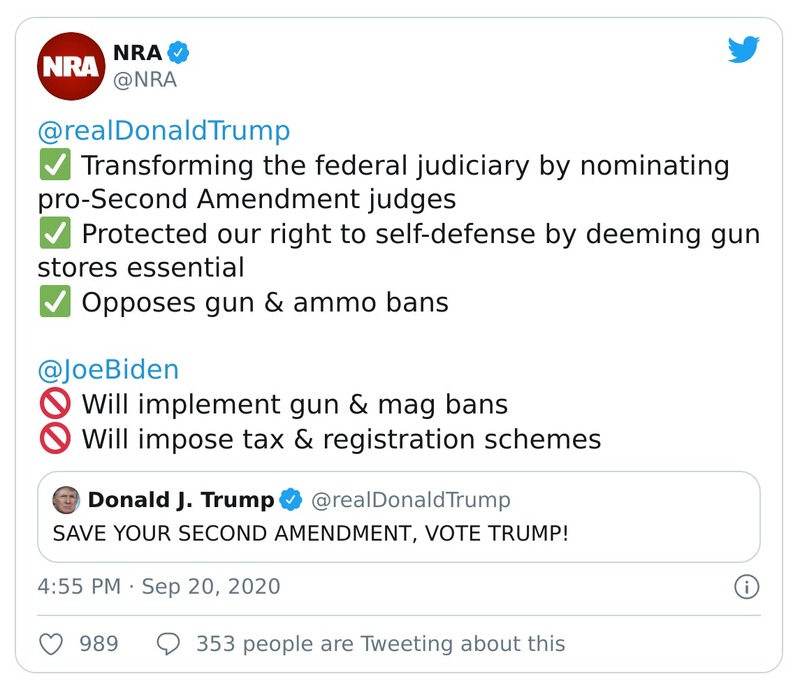 NRA
NRA
@NRA
@realDonaldTrump
✅ Transforming the federal judiciary by nominating
pro-Second Amendment judges
✅ Protected our right to self-defense by deeming gun
stores essential
✅ Opposes gun & ammo bans
@JoeBiden
🚫 Will implement gun & mag bans
🚫 Will impose tax & registration schemes
Donald J. Trump @realDonaldTrump
SAVE YOUR SECOND AMENDMENT, VOTE TRUMP!
4:55 PM · Sep 20, 2020
989 353 people are Tweeting about this